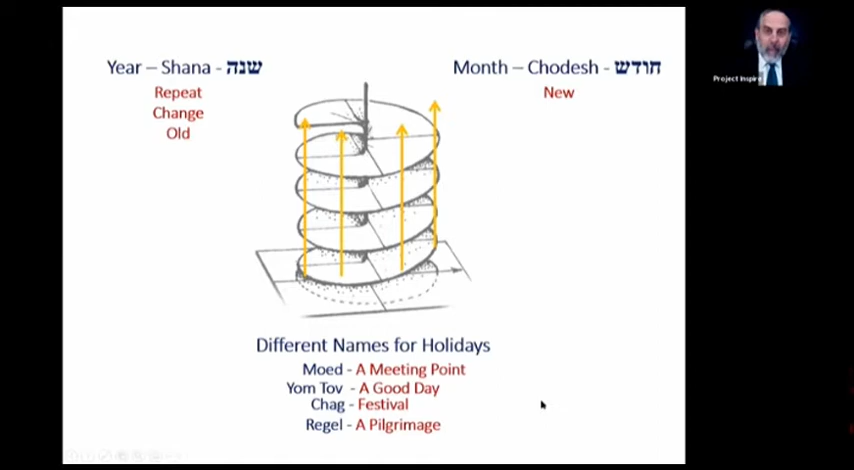 Year – Shana - שנה
Repeat
Change
Old
Month – Chodesh - חודש
New
Project Inspire
Different Names for Holidays
Moed - A Meeting Point
Yom Tov - A Good Day
Chag - Festival
Regel - A Pilgrimage